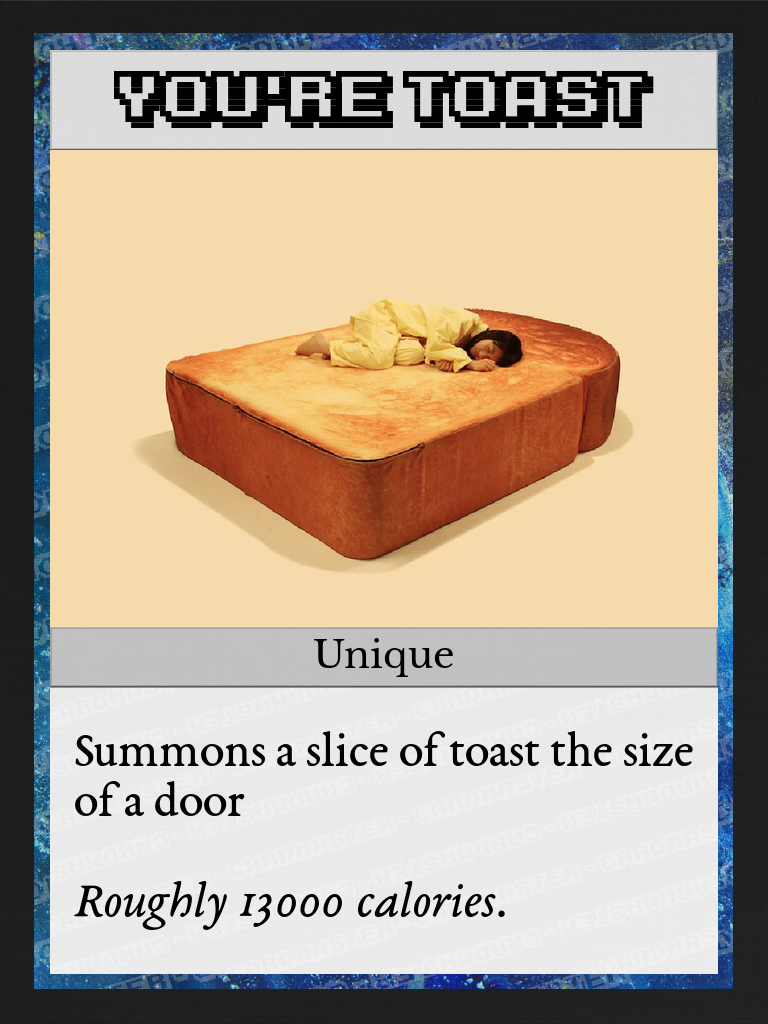 YOU'RE TOAST
Unique
Summons a slice of toast the size
of a door
Roughly 13000 calories.